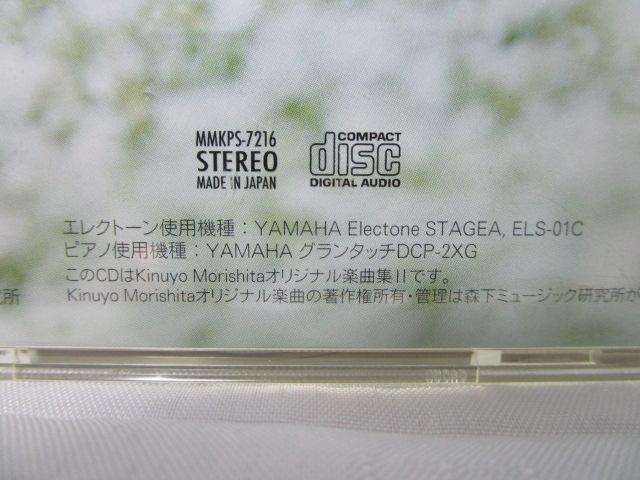 MMKPS-7216
STEREO
MADE IN JAPAN
COMPACT
disc
DIGITAL AUDIO
エレクトーン使用機種：YAMAHA Electone STAGEA, ELS-01C
ピアノ使用機種：YAMAHA グランタッチDCP-2XG
このCDはKinuyo Morishitaオリジナル楽曲集IIです。
究所 Kinuyo Morishitaオリジナル楽曲の著作権所有・管理は森下ミュージック研究所が